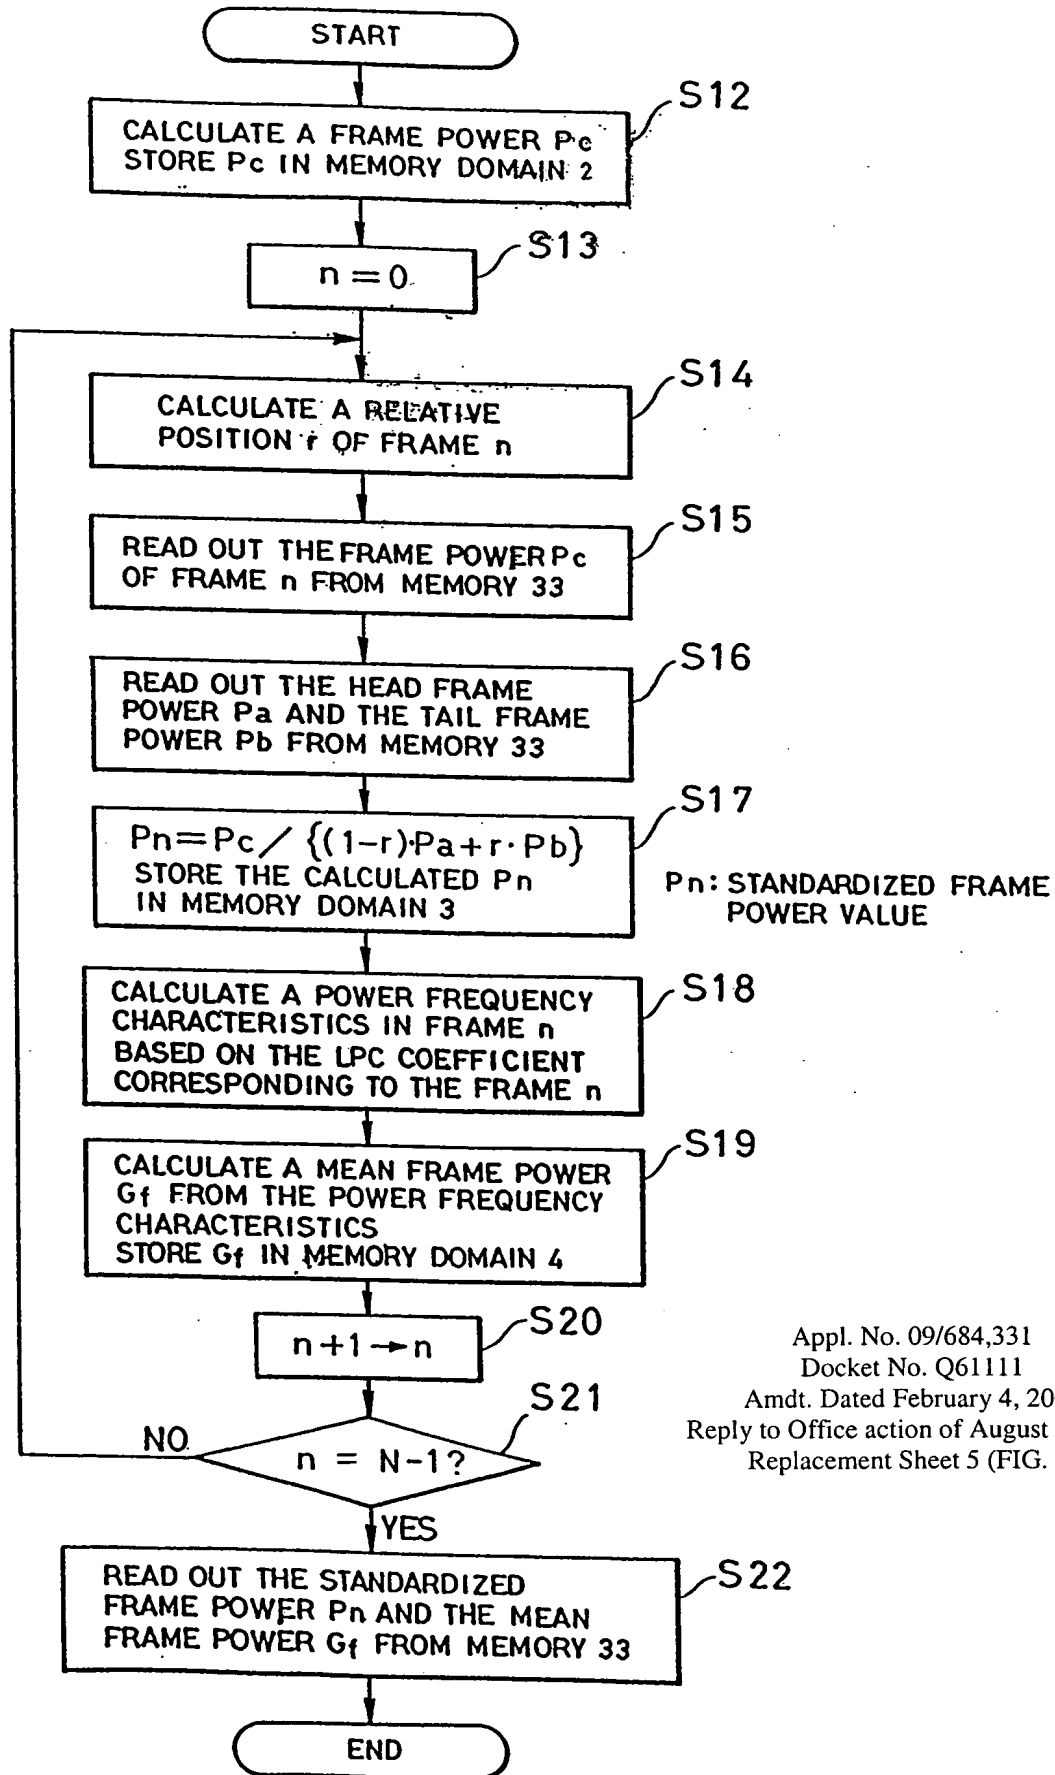 START
S12
CALCULATE A FRAME POWER Pc
STORE Pc IN MEMORY DOMAIN 2
S13
n = 0
S14
CALCULATE A RELATIVE
POSITION r OF FRAME n
S15
READ OUT THE FRAME POWER Pc
OF FRAME n FROM MEMORY 33
S16
READ OUT THE HEAD FRAME
POWER Pa AND THE TAIL FRAME
POWER Pb FROM MEMORY 33
S17
Pn=Pc / {(1-r)·Pa+r·Pb}
STORE THE CALCULATED Pn
IN MEMORY DOMAIN 3
Pn: STANDARDIZED FRAME
POWER VALUE
S18
CALCULATE A POWER FREQUENCY
CHARACTERISTICS IN FRAME n
BASED ON THE LPC COEFFICIENT
CORRESPONDING TO THE FRAME n
S19
CALCULATE A MEAN FRAME POWER
Gf FROM THE POWER FREQUENCY
CHARACTERISTICS
STORE Gf IN MEMORY DOMAIN 4
S20
n+1→n
S21
n = N-1?
NO
YES
S22
READ OUT THE STANDARDIZED
FRAME POWER Pn AND THE MEAN
FRAME POWER Gf FROM MEMORY 33
END
Appl. No. 09/684,331
Docket No. Q61111
Amdt. Dated February 4, 20
Reply to Office action of August
Replacement Sheet 5 (FIG.